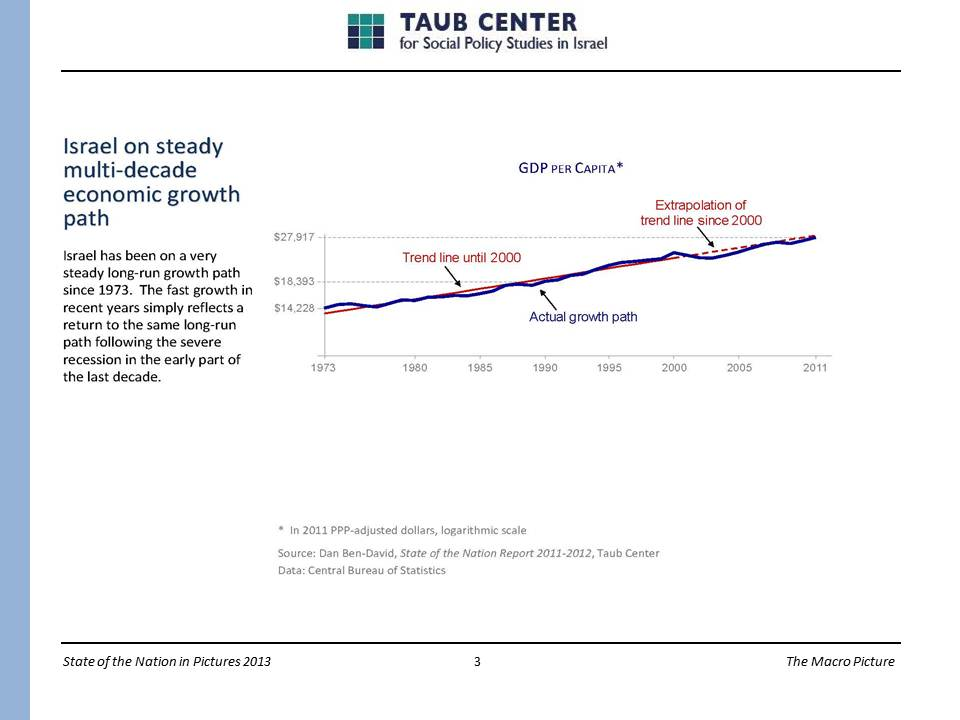 TAUB CENTER
for Social Policy Studies in Israel
Israel on steady
multi-decade
economic growth
path
Israel has been on a very
steady long-run growth path
since 1973. The fast growth in
recent years simply reflects a
return to the same long-run
path following the severe
recession in the early part of
the last decade.
GDP PER CAPITA*
Extrapolation of
trend line since 2000
$27,917
Trend line until 2000
$18,393
$14,228
Actual growth path
1973 1980 1985 1990 1995 2000 2005 2011
* In 2011 PPP-adjusted dollars, logarithmic scale
Source: Dan Ben-David, State of the Nation Report 2011-2012, Taub Center
Data: Central Bureau of Statistics
State of the Nation in Pictures 2013 3 The Macro Picture